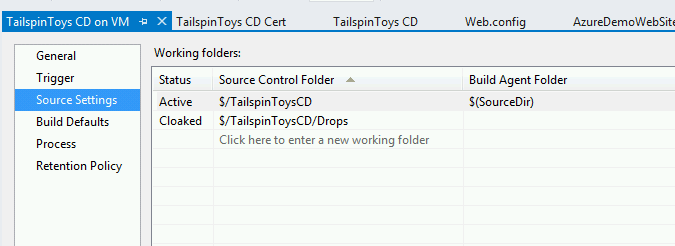 TailspinToys CD on VM TailspinToys CD Cert TailspinToys CD Web.config AzureDemoWebSite
General
Trigger
Source Settings
Build Defaults
Process
Retention Policy
Working folders:
Status Source Control Folder Build Agent Folder
Active $/TailspinToysCD $(SourceDir)
Cloaked $/TailspinToysCD/Drops
Click here to enter a new working folder